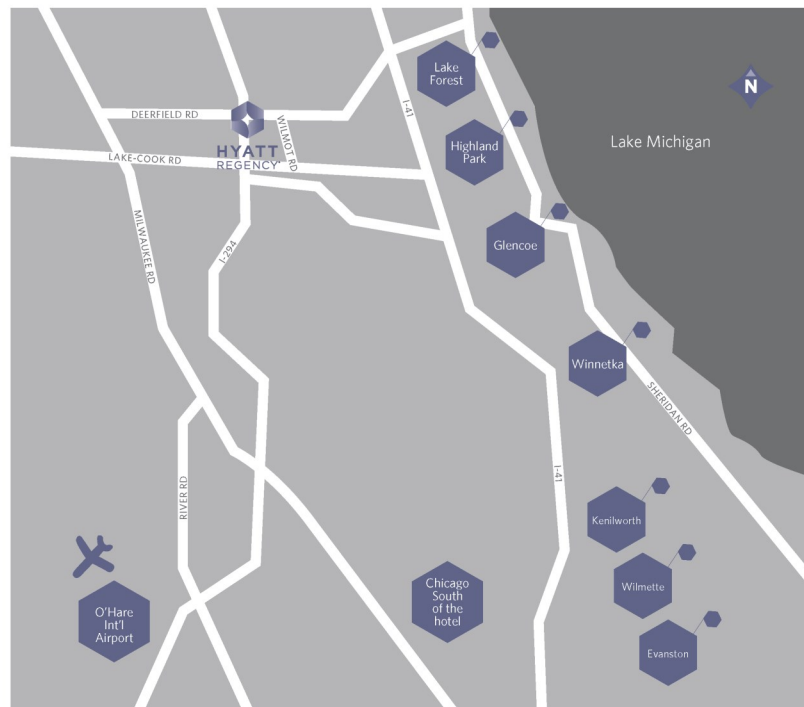 Lake
Forest
N
I-41
DEERFIELD RD
WILMOT RD
Highland
Park
Lake Michigan
HYATT
REGENCY
LAKE-COOK RD
MILWAUKEE RD
I-294
Glencoe
Winnetka
SHERIDAN RD
I-41
RIVER RD
Kenilworth
Chicago
South
of the
hotel
Wilmette
O'Hare
Int'l
Airport
Evanston